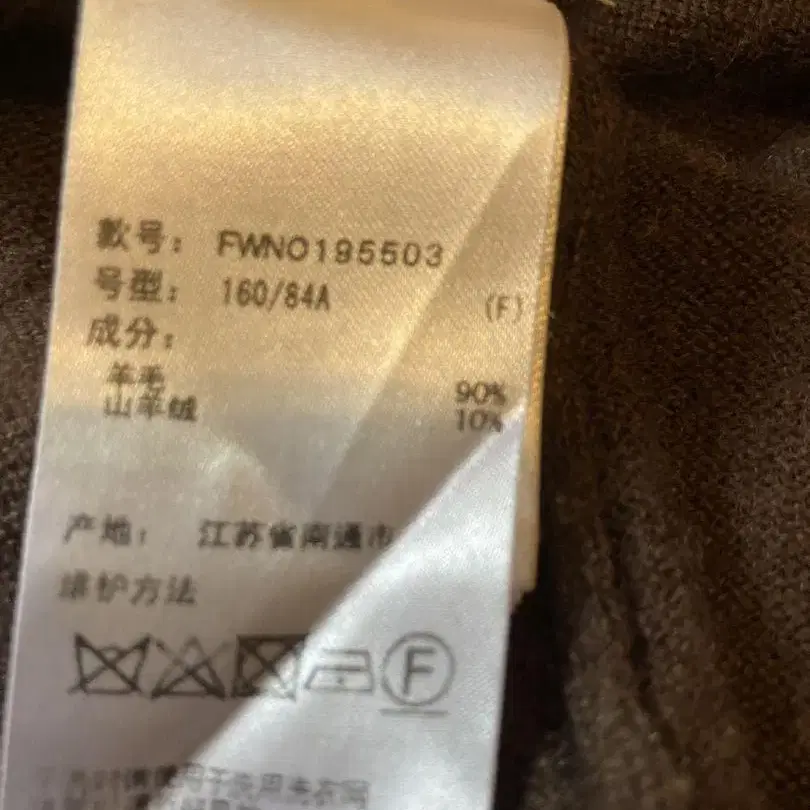 款号： FWNO195503
号型： 160/84A (F)
成分：
羊毛 90%
山羊绒 10%
产地： 江苏省南通市
维护方法
F